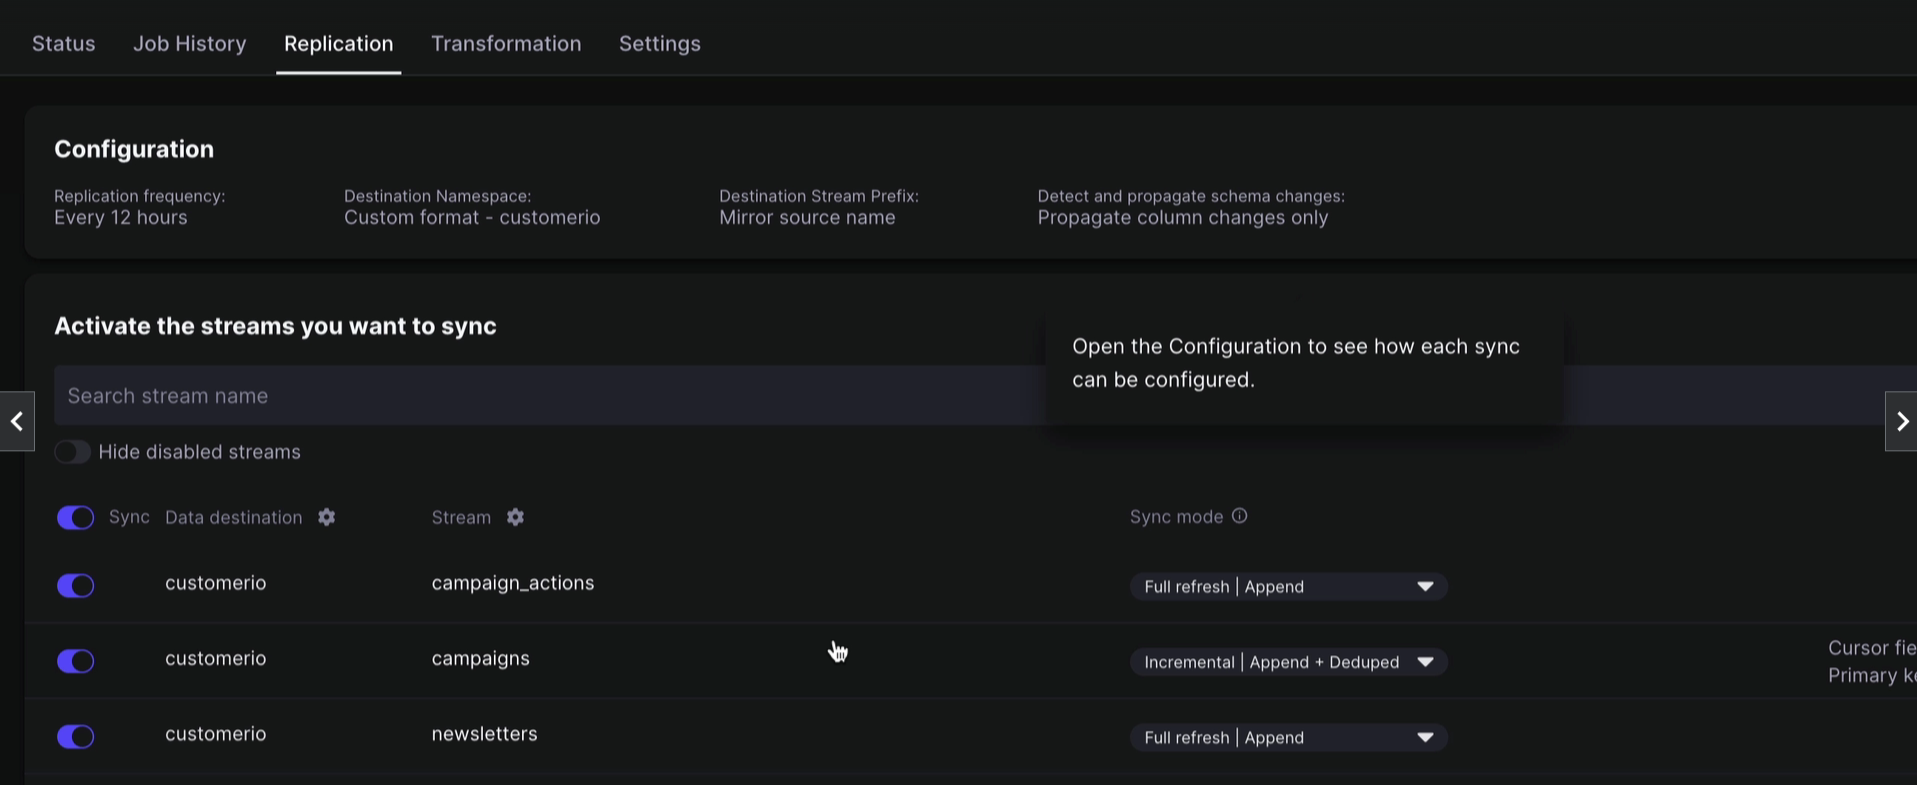 Status Job History Replication Transformation Settings
Configuration
Replication frequency: Destination Namespace: Destination Stream Prefix: Detect and propagate schema changes:
Every 12 hours Custom format - customerio Mirror source name Propagate column changes only
Activate the streams you want to sync
Open the Configuration to see how each sync
can be configured.
Search stream name
Hide disabled streams
Sync Data destination Stream Sync mode
customerio campaign_actions Full refresh | Append
customerio campaigns Incremental | Append + Deduped
Cursor fie
Primary k
customerio newsletters Full refresh | Append